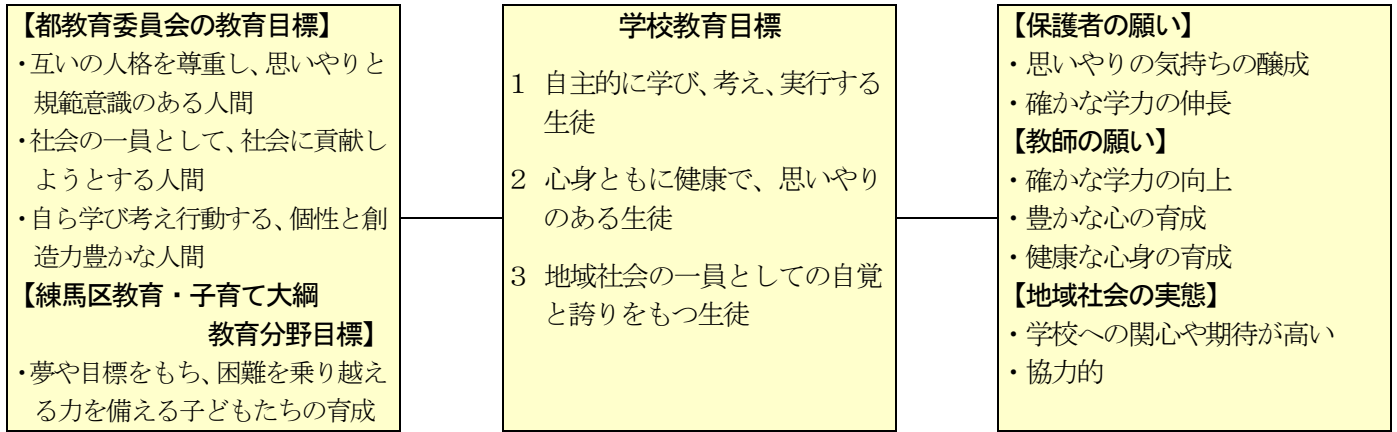 【都教育委員会の教育目標】
・互いの人格を尊重し、思いやりと
規範意識のある人間
・社会の一員として、社会に貢献し
ようとする人間
・自ら学び考え行動する、個性と創
造力豊かな人間
【練馬区教育・子育て大綱
教育分野目標】
・夢や目標をもち、困難を乗り越え
る力を備える子どもたちの育成
学校教育目標
１ 自主的に学び、考え、実行する
生徒
２ 心身ともに健康で、思いやり
のある生徒
３ 地域社会の一員としての自覚
と誇りをもつ生徒
【保護者の願い】
・思いやりの気持ちの醸成
・確かな学力の伸長
【教師の願い】
・確かな学力の向上
・豊かな心の育成
・健康な心身の育成
【地域社会の実態】
・学校への関心や期待が高い
・協力的